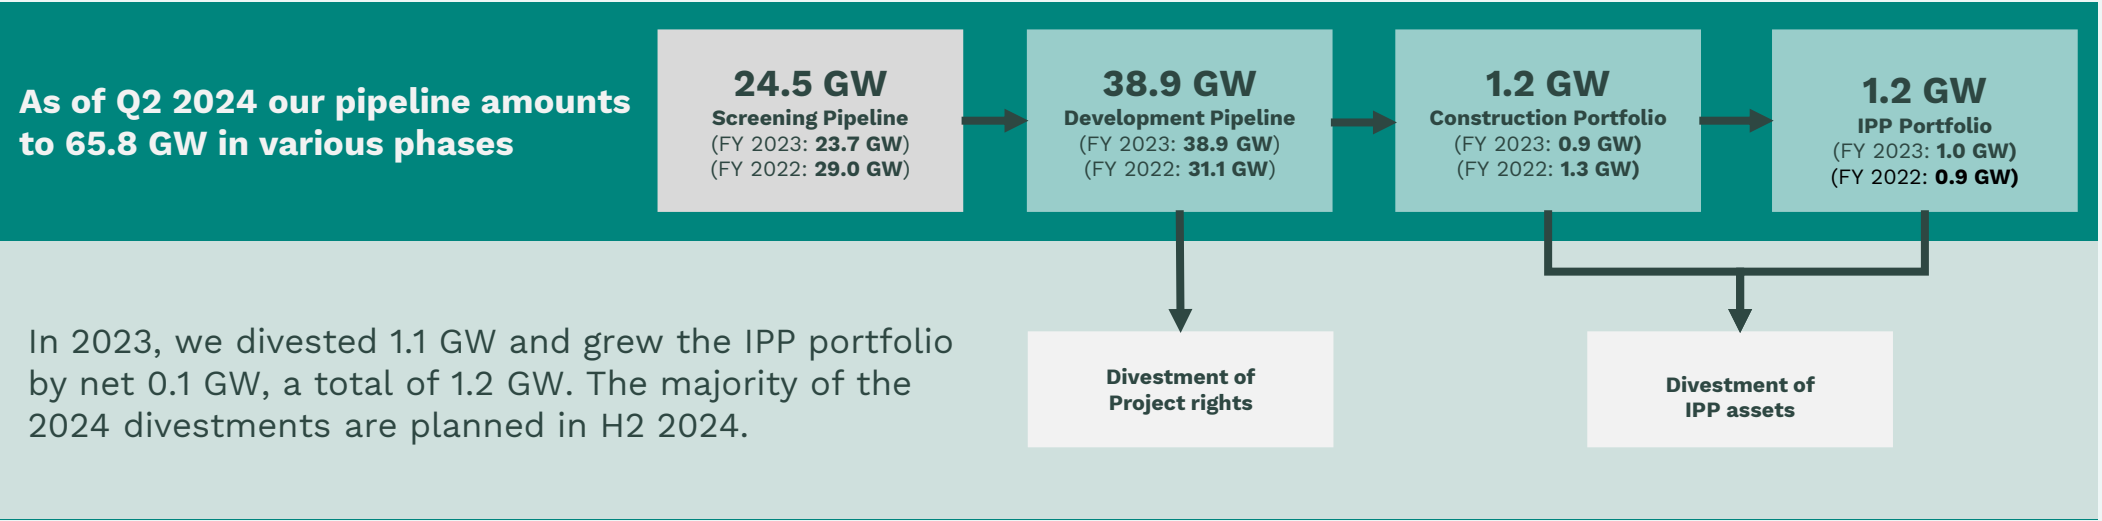 As of Q2 2024 our pipeline amounts
to 65.8 GW in various phases
24.5 GW
Screening Pipeline
(FY 2023: 23.7 GW)
(FY 2022: 29.0 GW)
38.9 GW
Development Pipeline
(FY 2023: 38.9 GW)
(FY 2022: 31.1 GW)
1.2 GW
Construction Portfolio
(FY 2023: 0.9 GW)
(FY 2022: 1.3 GW)
1.2 GW
IPP Portfolio
(FY 2023: 1.0 GW)
(FY 2022: 0.9 GW)
In 2023, we divested 1.1 GW and grew the IPP portfolio
by net 0.1 GW, a total of 1.2 GW. The majority of the
2024 divestments are planned in H2 2024.
Divestment of
Project rights
Divestment of
IPP assets